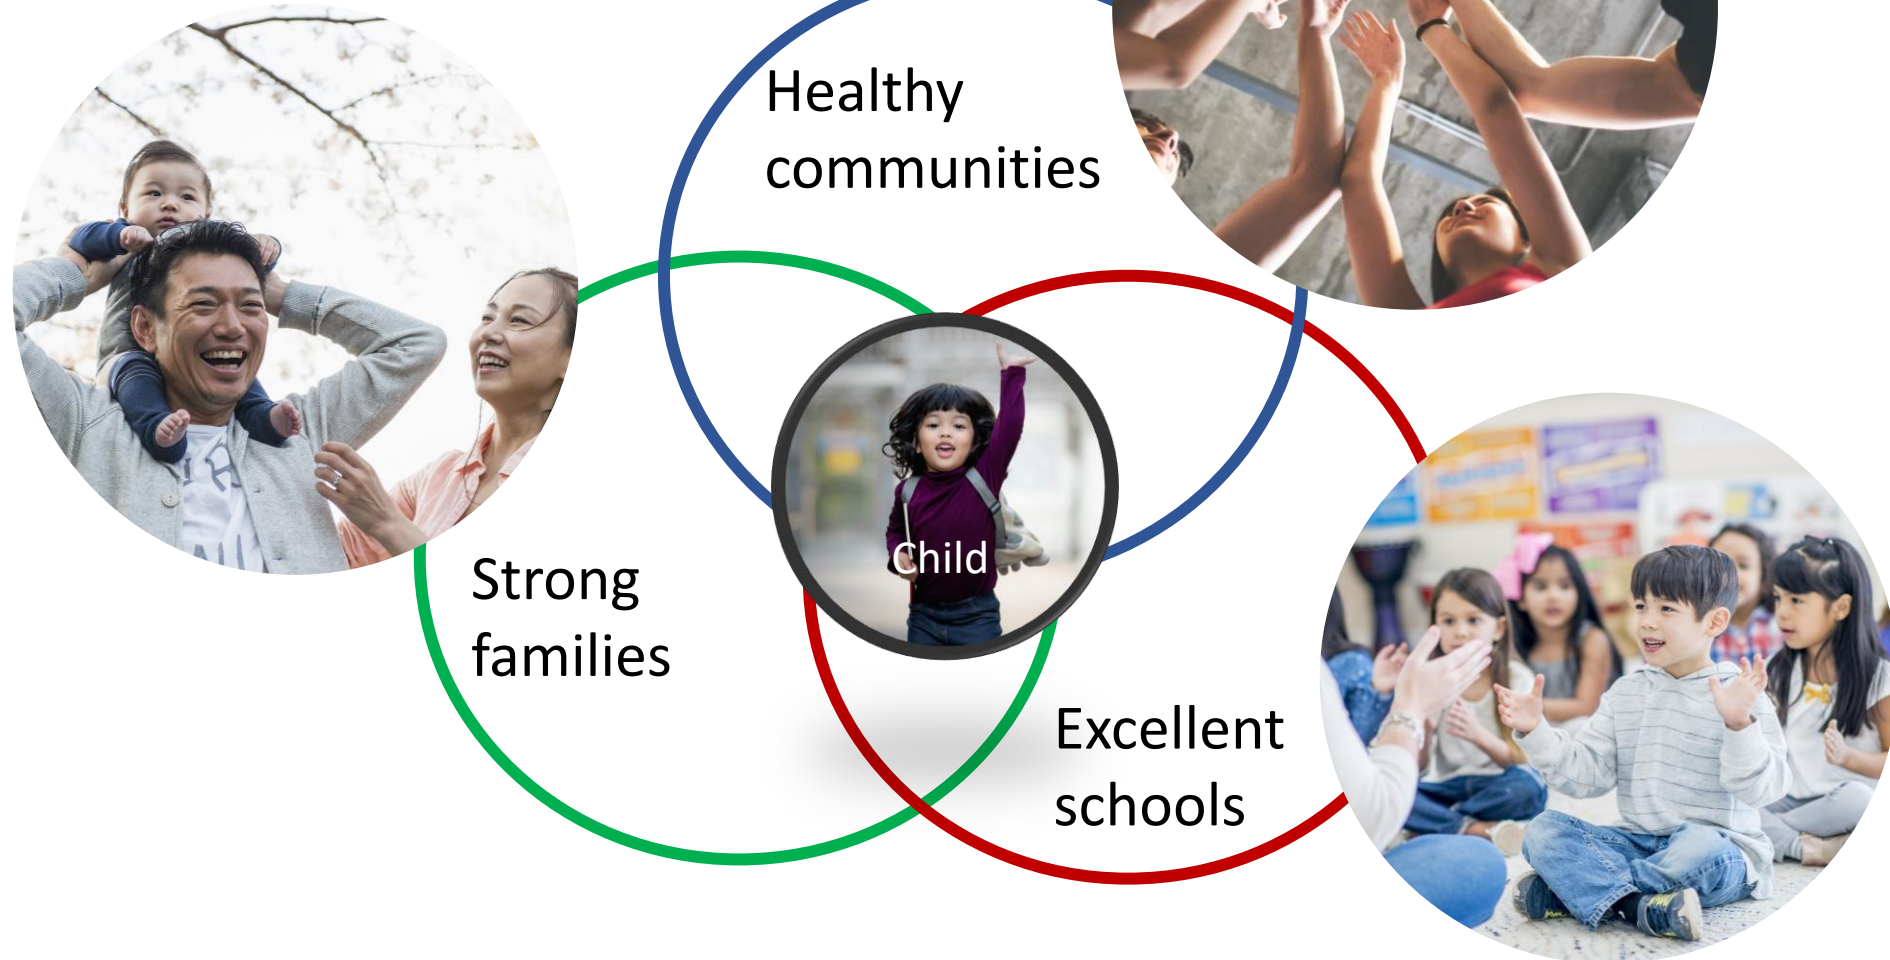 Healthy
communities
Child
Strong
families
Excellent
schools